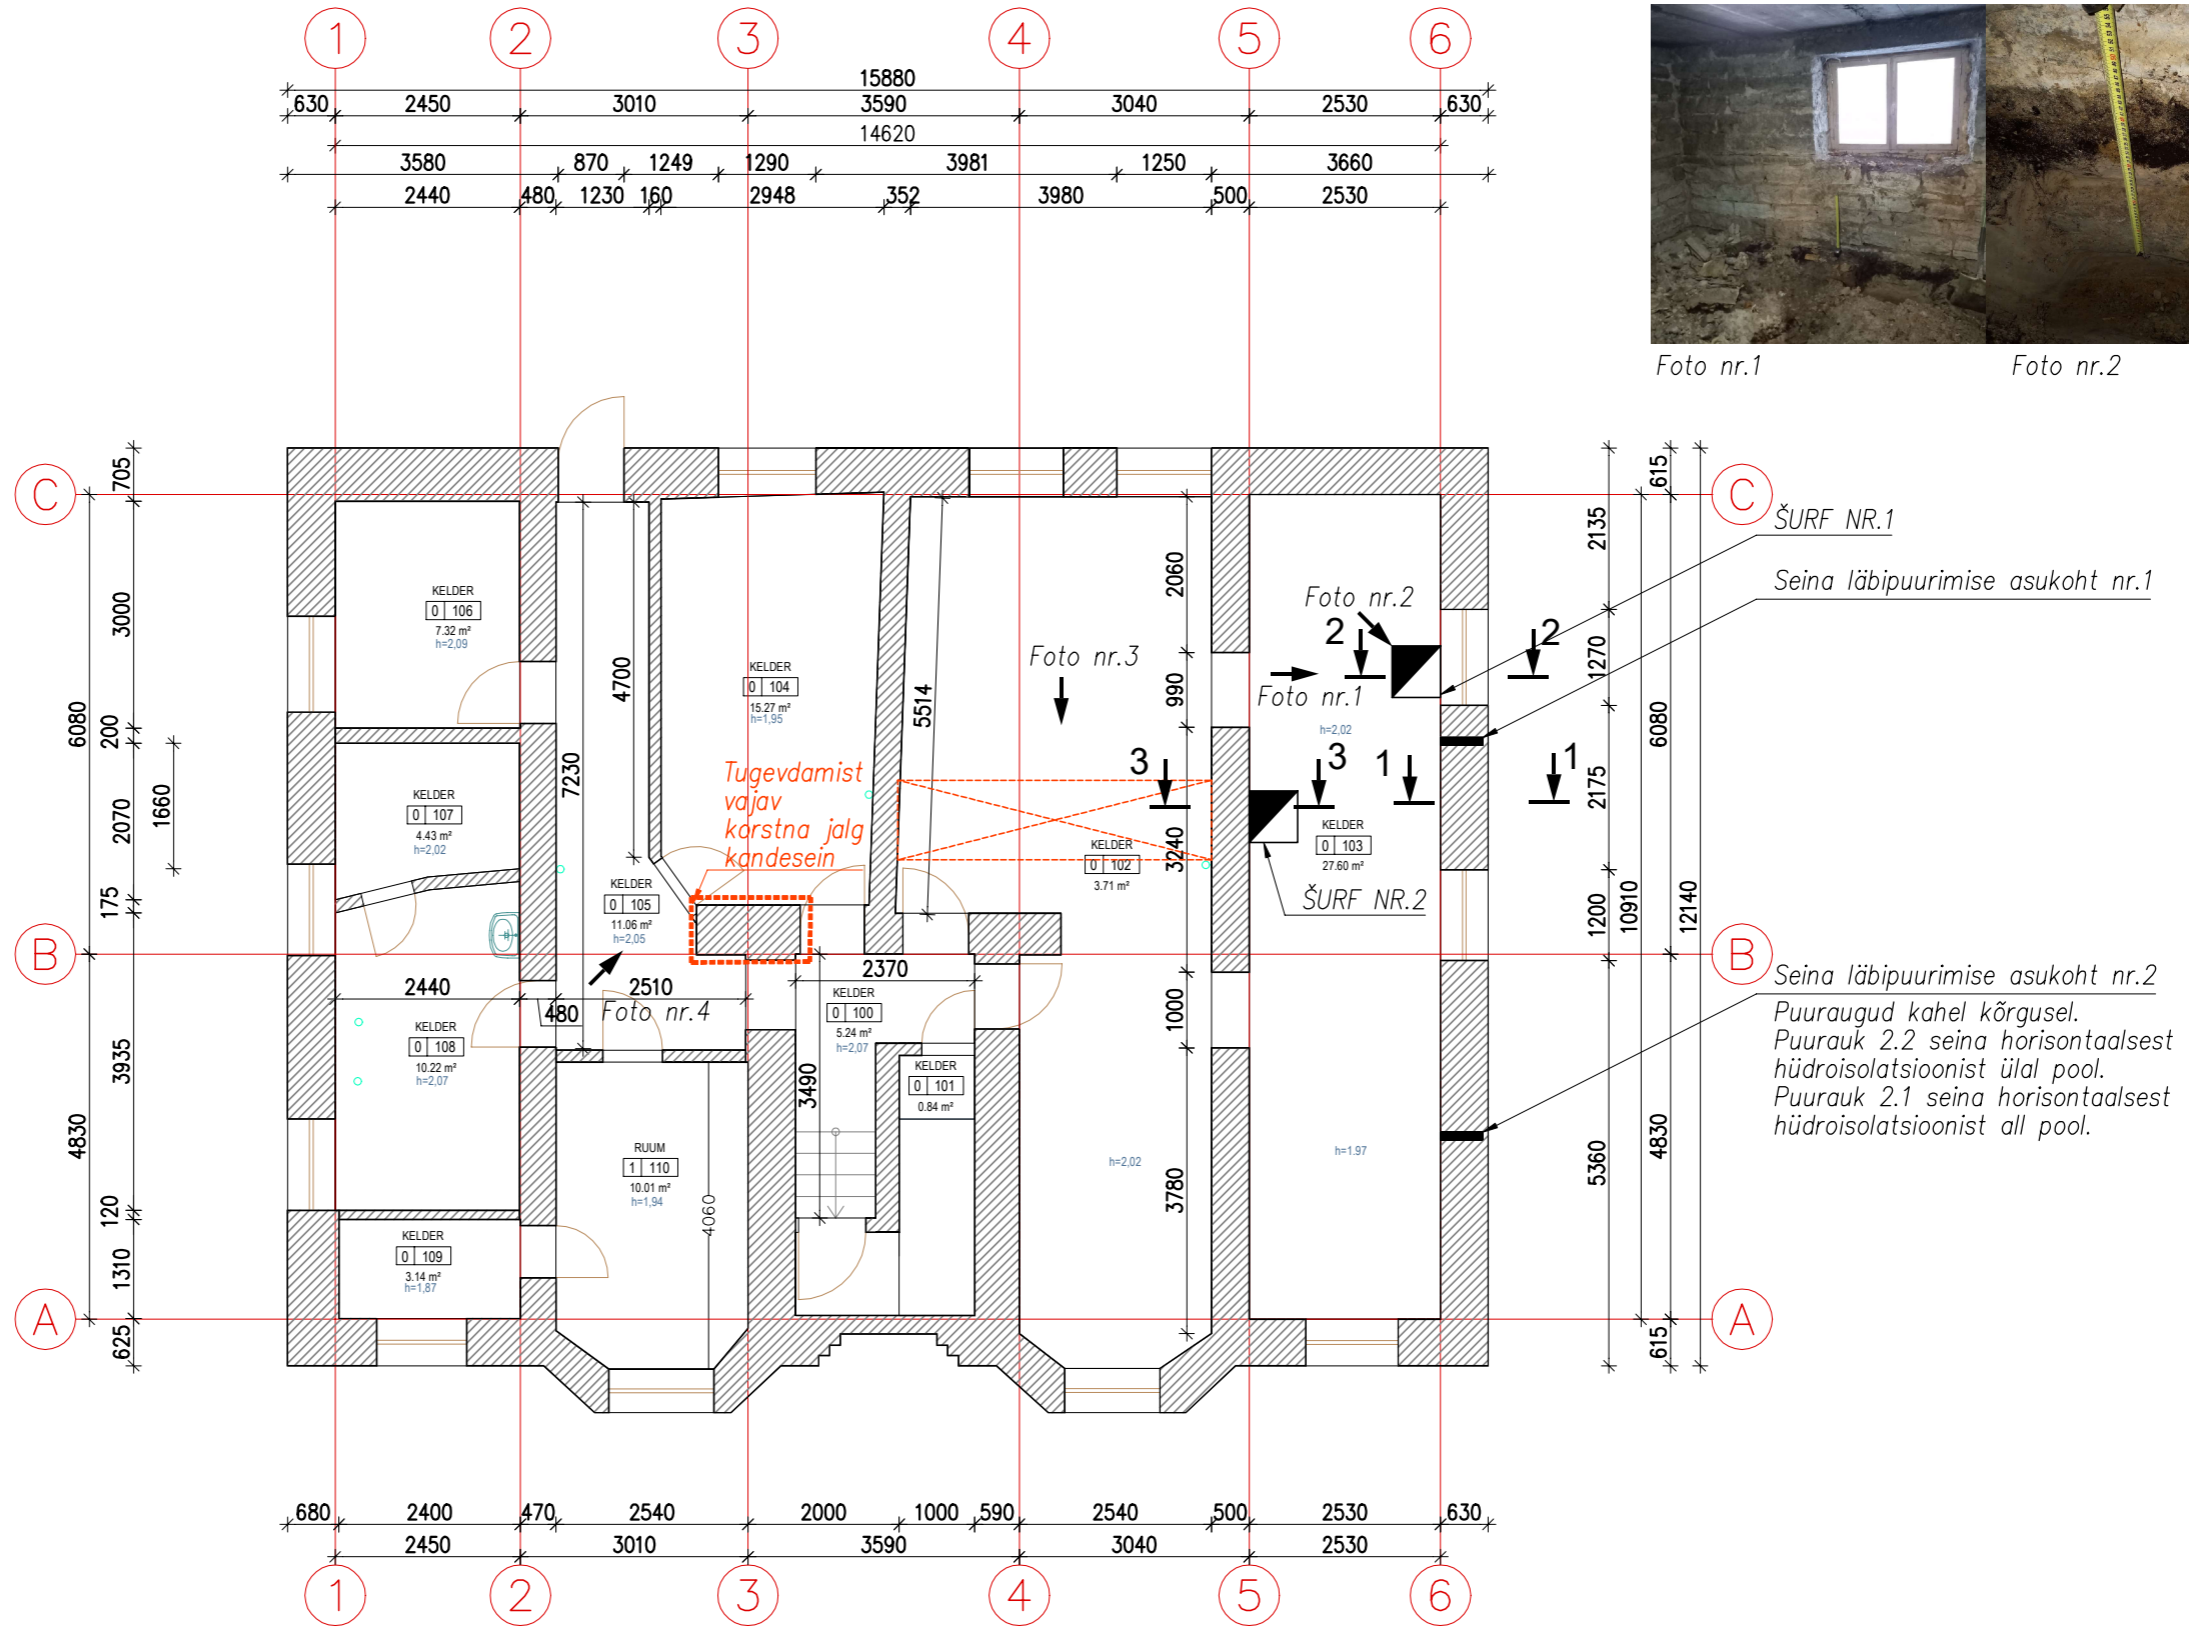 1 2 3 4 5 6
15880
630 2450 3010 3590 3040 2530 630
14620
3580 870 1249 1290 3981 1250 3660
2440 480 1230 160 2948 352 3980 500 2530
Foto nr.1
Foto nr.2
C
C
B
B
A
A
705
3000
200
2070
175
3935
120
1310
625
6080
4830
1660
KELDER
0 106
7.32 m²
h=2,09
KELDER
0 107
4.43 m²
h=2,02
KELDER
0 108
10.22 m²
h=2,07
KELDER
0 109
3.14 m²
h=1,87
2440
480
2510
7230
4700
KELDER
0 105
11.06 m²
h=2,05
Foto nr.4
KELDER
0 104
15.27 m²
h=1,95
Tugevdamist
vajav
korstna jalg
kandesein
RUUM
1 110
10.01 m²
h=1,94
4060
2370
KELDER
0 100
5.24 m²
h=2,07
3490
KELDER
0 101
0.84 m²
5514
Foto nr.3
KELDER
0 102
3.71 m²
h=2,02
2060
990
3240
1000
3780
Foto nr.2
2 2
Foto nr.1
h=2,02
3 3 1 1
KELDER
0 103
27.60 m²
ŠURF NR.2
h=1.97
2135
1270
2175
1200
5360
10910
615
6080
4830
615
12140
ŠURF NR.1
Seina läbipuurimise asukoht nr.1
Seina läbipuurimise asukoht nr.2
Puuraugud kahel kõrgusel.
Puurauk 2.2 seina horisontaalsest
hüdroisolatsioonist ülal pool.
Puurauk 2.1 seina horisontaalsest
hüdroisolatsioonist all pool.
680 2400 470 2540 2000 1000 590 2540 500 2530 630
2450 3010 3590 3040 2530
1 2 3 4 5 6